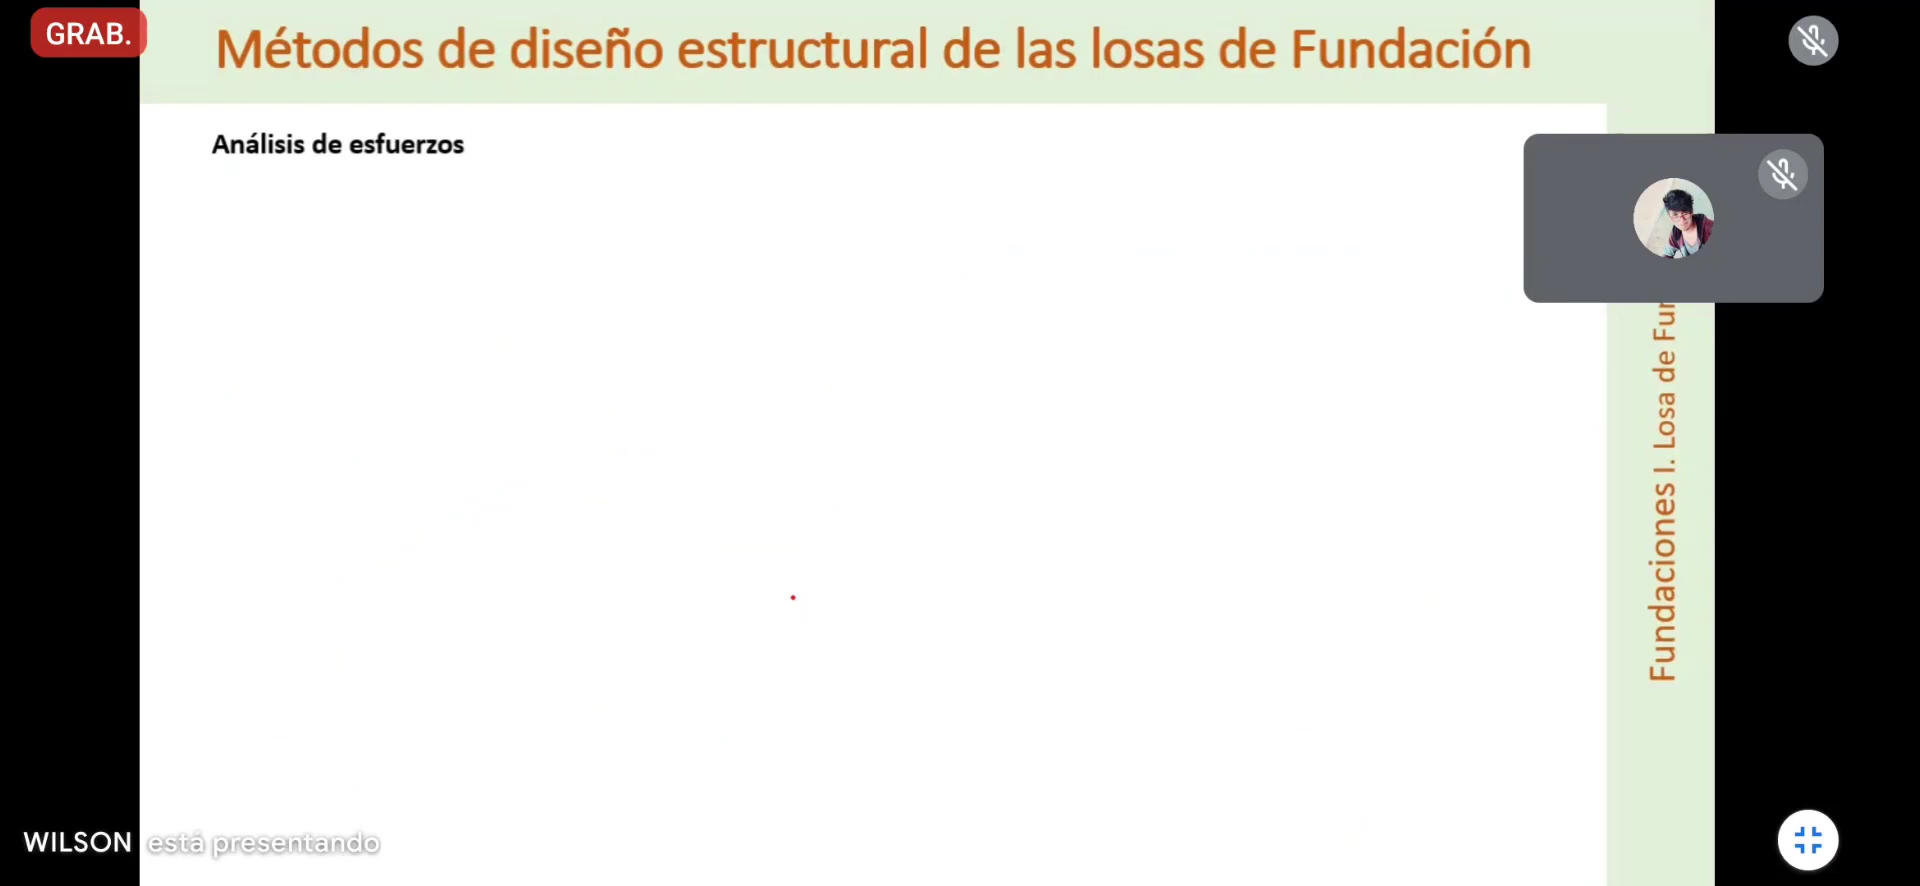 GRAB.
Métodos de diseño estructural de las losas de Fundación
Análisis de esfuerzos
Fundaciones I. Losa de Fun
WILSON está presentando